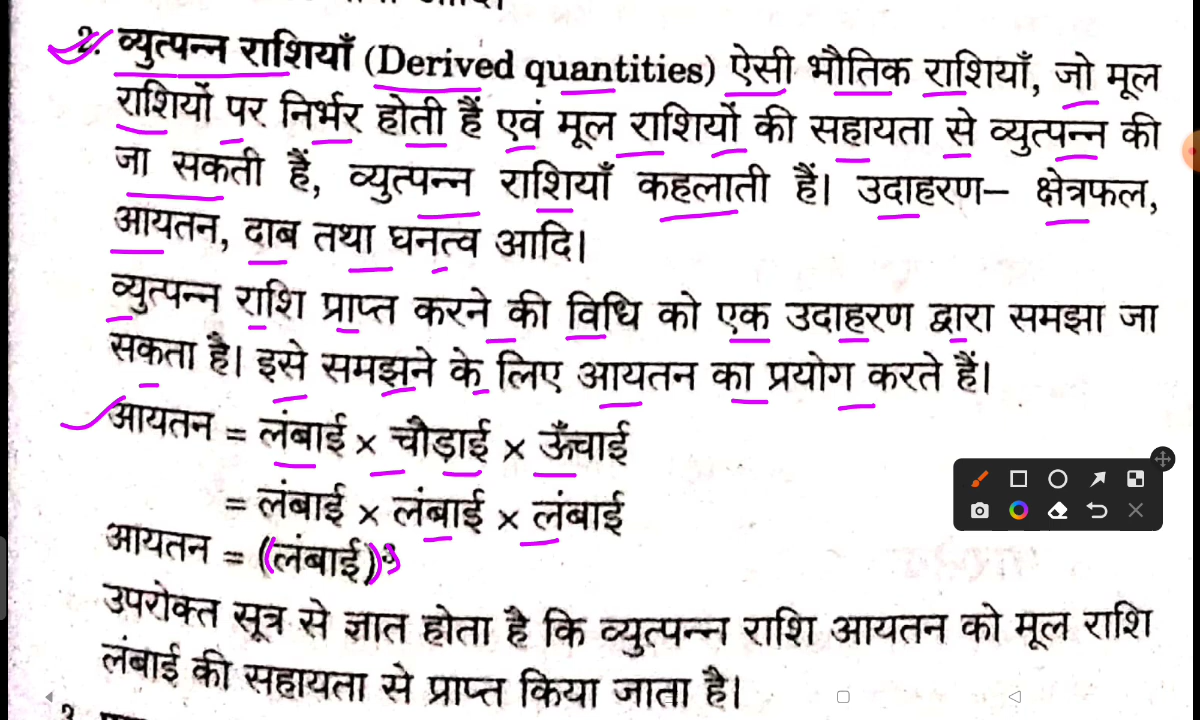 2. व्युत्पन्न राशियाँ (Derived quantities) ऐसी भौतिक राशियाँ, जो मूल
राशियों पर निर्भर होती हैं एवं मूल राशियों की सहायता से व्युत्पन्न की
जा सकती हैं, व्युत्पन्न राशियाँ कहलाती हैं। उदाहरण– क्षेत्रफल,
आयतन, दाब तथा घनत्व आदि।
व्युत्पन्न राशि प्राप्त करने की विधि को एक उदाहरण द्वारा समझा जा
सकता है। इसे समझने के लिए आयतन का प्रयोग करते हैं।
आयतन = लंबाई × चौड़ाई × ऊँचाई
= लंबाई × लंबाई × लंबाई
आयतन = (लंबाई)³
उपरोक्त सूत्र से ज्ञात होता है कि व्युत्पन्न राशि आयतन को मूल राशि
लंबाई की सहायता से प्राप्त किया जाता है।